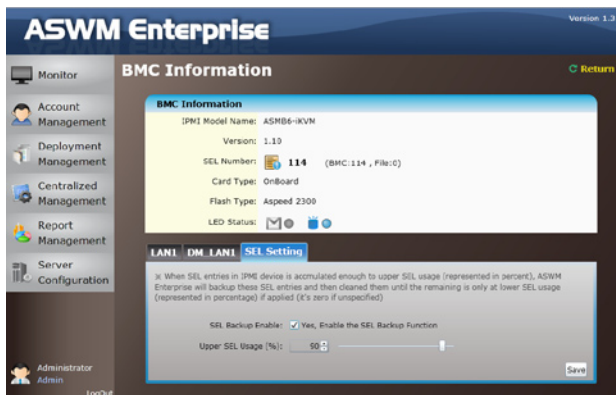 ASWM Enterprise
Version 1.3
BMC Information
Return
Monitor
Account
Management
Deployment
Management
Centralized
Management
Report
Management
Server
Configuration
Administrator
Admin
LogOut
BMC Information
IPMI Model Name: ASMB6-iKVM
Version: 1.10
SEL Number: 114 (BMC:114 , File:0)
Card Type: OnBoard
Flash Type: Aspeed 2300
LED Status:
LAN1 DM_LAN1 SEL Setting
※ When SEL entries in IPMI device is accmulated enough to upper SEL usage (represented in percent), ASWM
Enterprise will backup these SEL entries and then cleaned them until the remaining is only at lower SEL usage
(represented in percentage) if applied (it's zero if unspecified)
SEL Backup Enable: Yes, Enable the SEL Backup Function
Upper SEL Usage (%): 90
Save